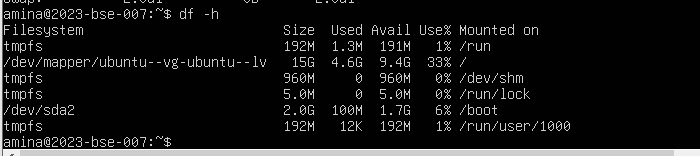 amina@2023-bse-007:~$ df -h
Filesystem                         Size  Used Avail Use% Mounted on
tmpfs                              192M  1.3M  191M   1% /run
/dev/mapper/ubuntu--vg-ubuntu--lv   15G  4.6G  9.4G  33% /
tmpfs                              960M     0  960M   0% /dev/shm
tmpfs                              5.0M     0  5.0M   0% /run/lock
/dev/sda2                          2.0G  100M  1.7G   6% /boot
tmpfs                              192M   12K  192M   1% /run/user/1000
amina@2023-bse-007:~$